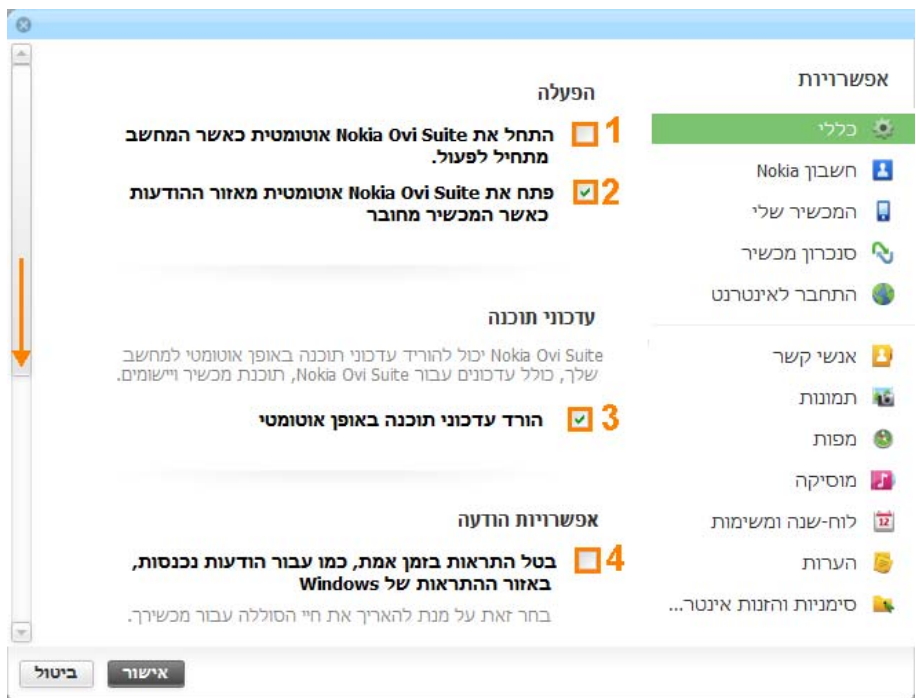 אפשרויות
כללי
חשבון Nokia
המכשיר שלי
סנכרון מכשיר
התחבר לאינטרנט
אנשי קשר
תמונות
מפות
מוסיקה
לוח-שנה ומשימות
הערות
סימניות והזנות אינטר...
הפעלה
1 התחל את Nokia Ovi Suite אוטומטית כאשר המחשב
מתחיל לפעול.
2 פתח את Nokia Ovi Suite אוטומטית מאזור ההודעות
כאשר המכשיר מחובר
עדכוני תוכנה
Nokia Ovi Suite יכול להוריד עדכוני תוכנה באופן אוטומטי למחשב
שלך, כולל עדכונים עבור Nokia Ovi Suite, תוכנת מכשיר ויישומים.
3 הורד עדכוני תוכנה באופן אוטומטי
אפשרויות הודעה
4 בטל התראות בזמן אמת, כמו עבור הודעות נכנסות,
באזור ההתראות של Windows
בחר זאת על מנת להאריך את חיי הסוללה עבור מכשירך.
אישור
ביטול